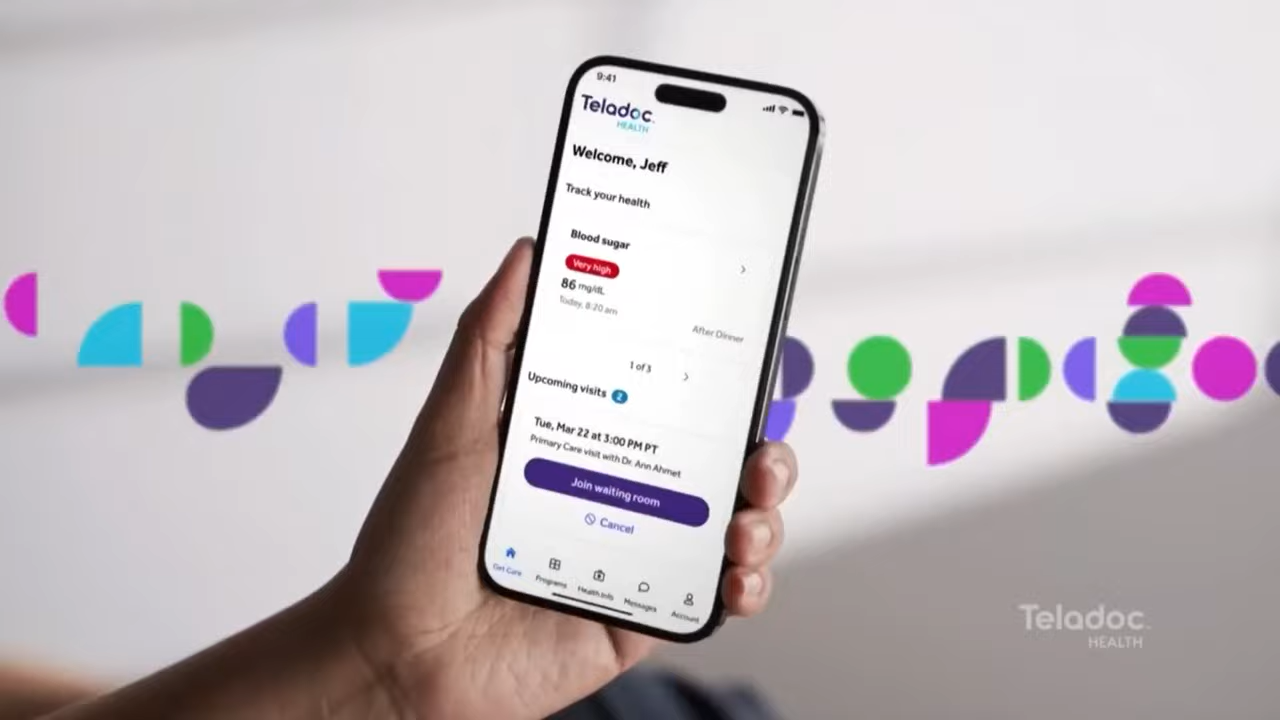 9:41
Teladoc.
HEALTH
Welcome, Jeff
Track your health
Blood sugar
Very high
86 mg/dL
Today, 8:20 am
After Dinner
1 of 3
Upcoming visits 2
Tue, Mar 22 at 3:00 PM PT
Primary Care visit with Dr. Ann Ahmet
Join waiting room
Cancel
Get Care
Programs
Health Info
Messages
Account
Teladoc.
HEALTH